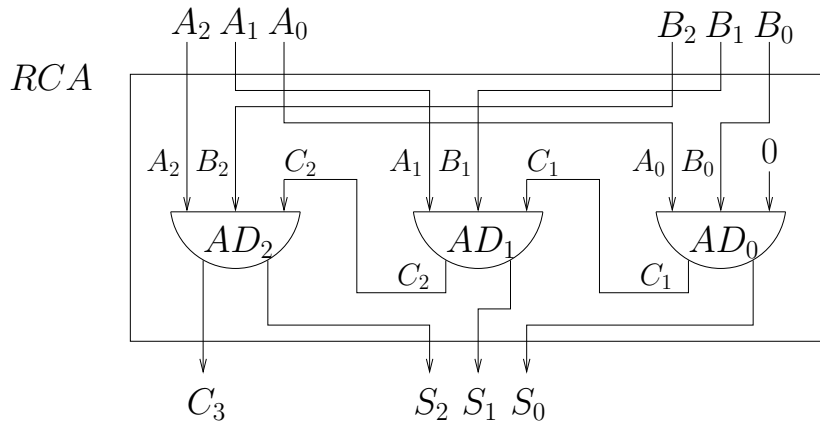 A₂ A₁ A₀ B₂ B₁ B₀
RCA
A₂ B₂ C₂ A₁ B₁ C₁ A₀ B₀ 0
AD₂ AD₁ AD₀
C₂ C₁
C₃ S₂ S₁ S₀